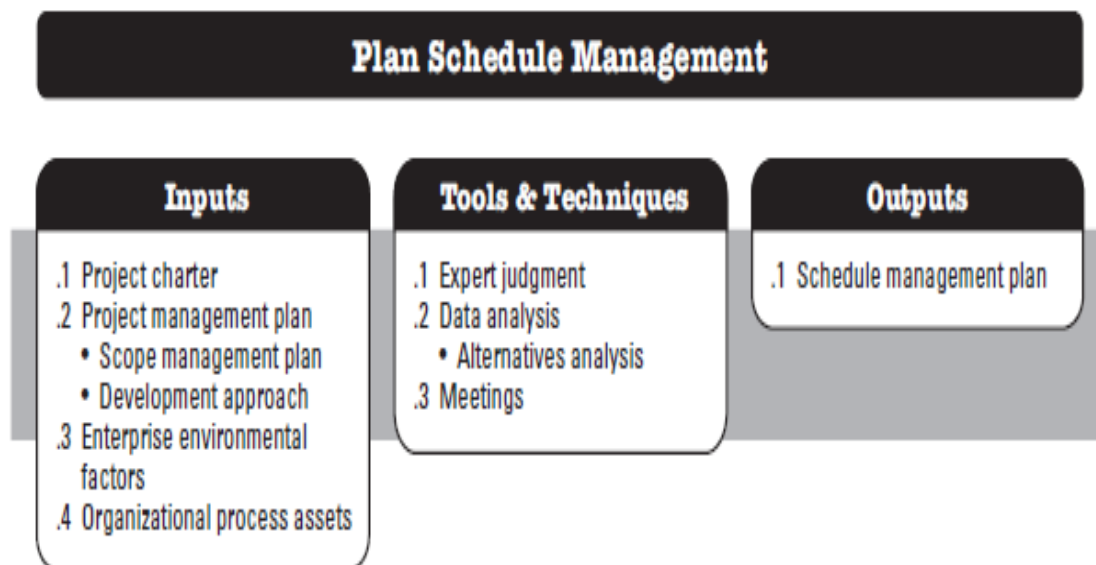 Plan Schedule Management
Inputs
.1 Project charter
.2 Project management plan
• Scope management plan
• Development approach
.3 Enterprise environmental
factors
.4 Organizational process assets
Tools & Techniques
.1 Expert judgment
.2 Data analysis
• Alternatives analysis
.3 Meetings
Outputs
.1 Schedule management plan